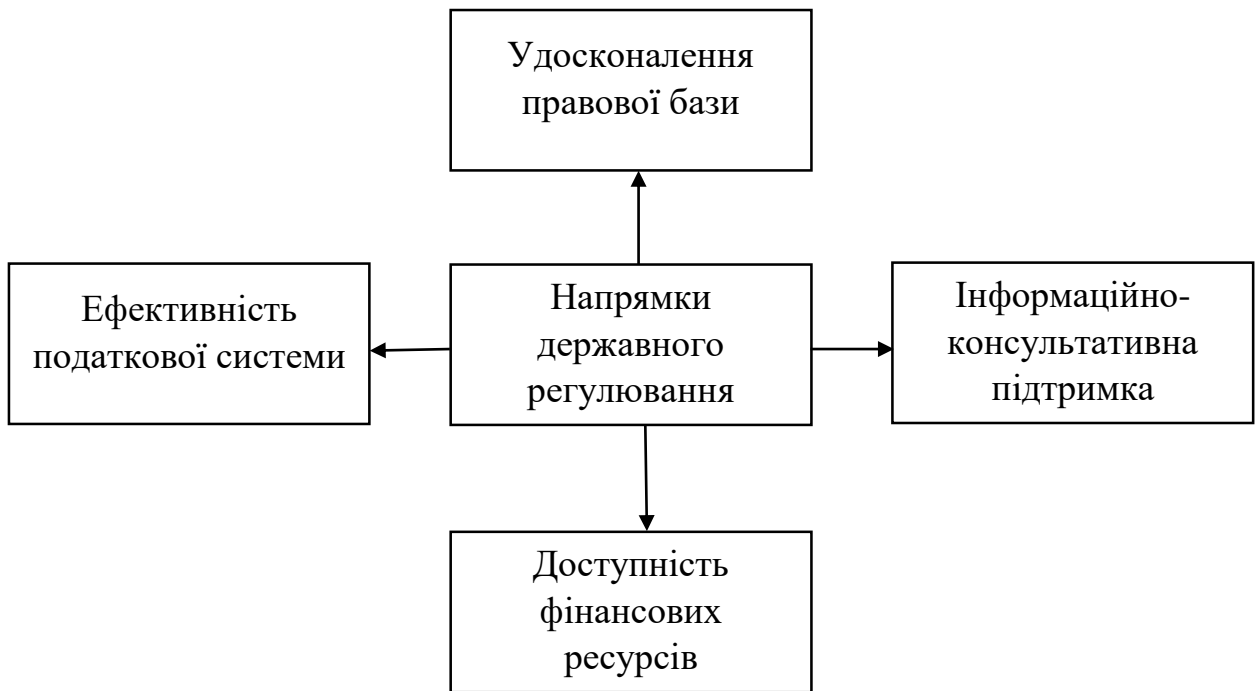 Удосконалення
правової бази
Ефективність
податкової системи
Напрямки
державного
регулювання
Інформаційно-
консультативна
підтримка
Доступність
фінансових
ресурсів